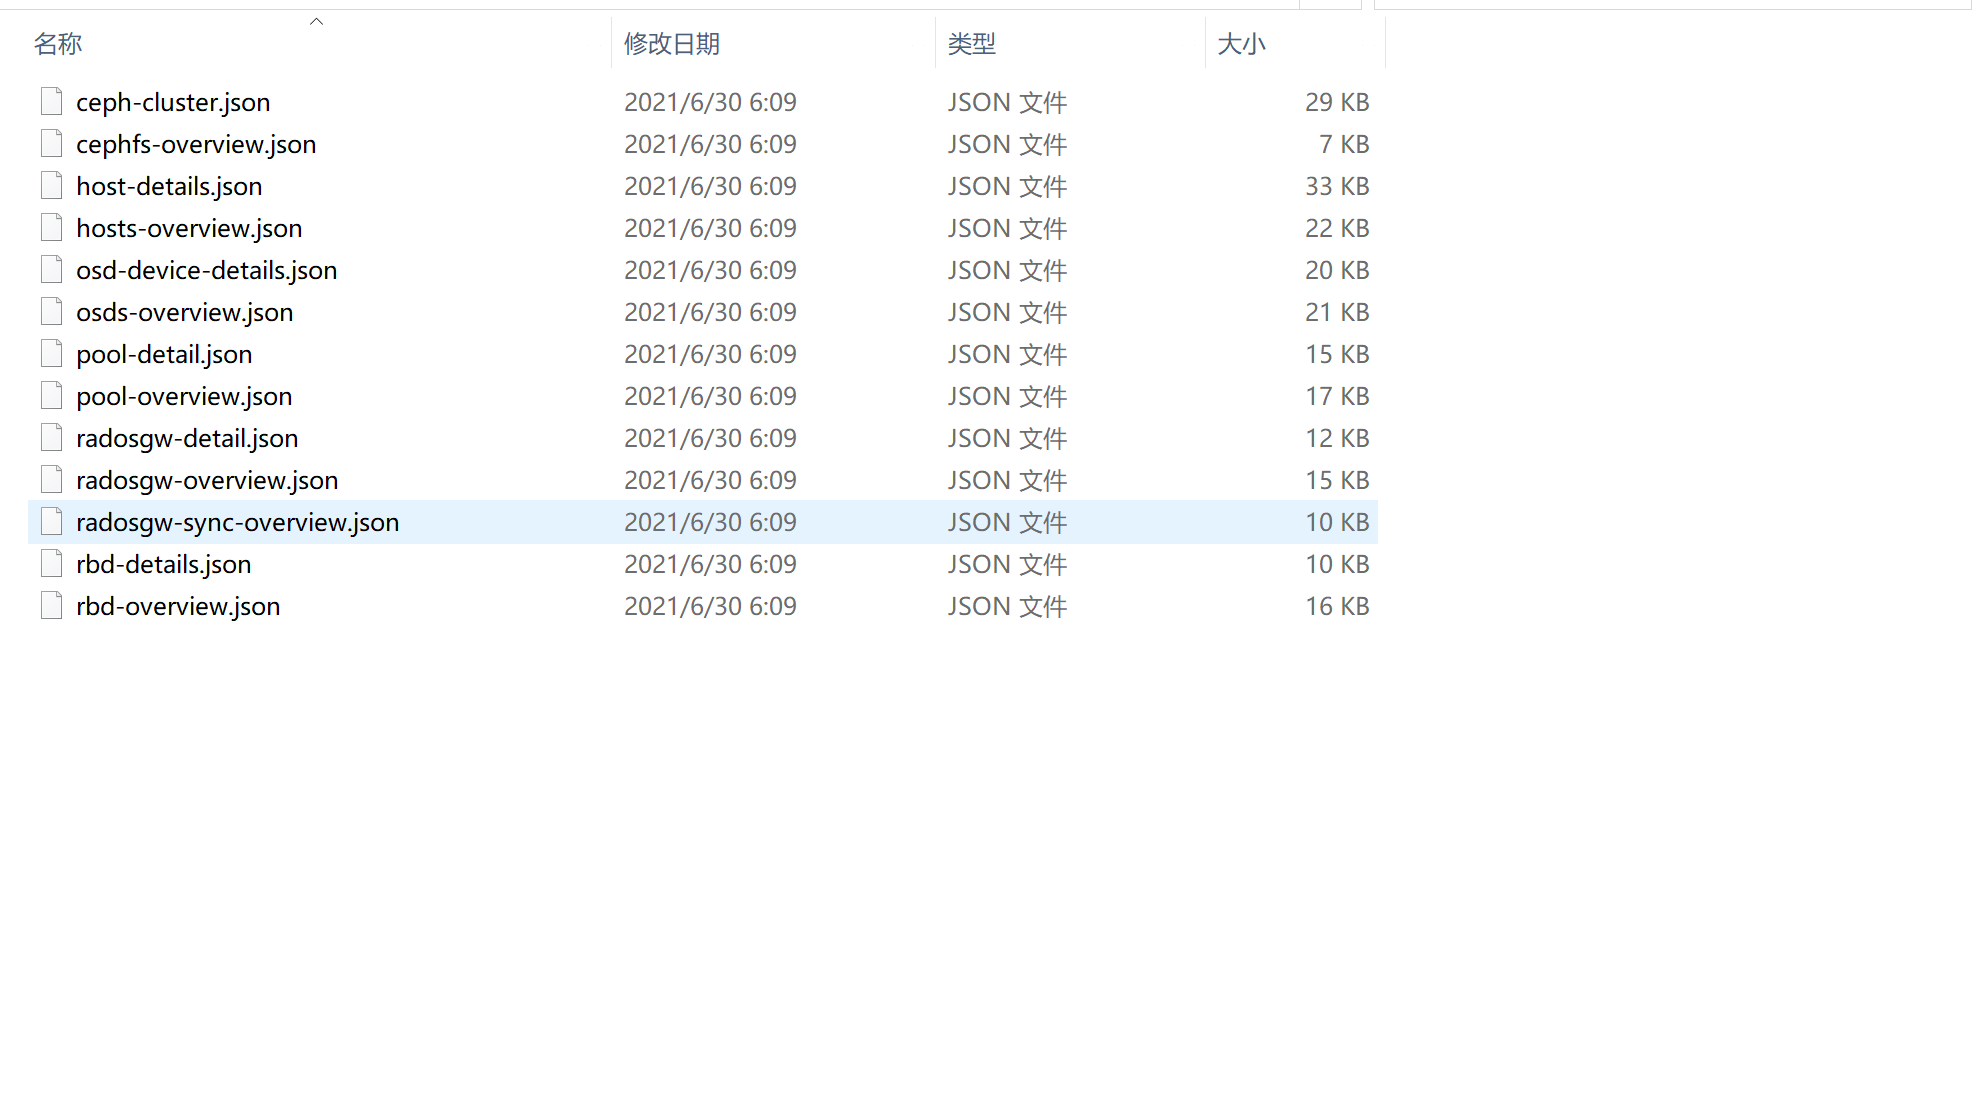 名称 修改日期 类型 大小
ceph-cluster.json 2021/6/30 6:09 JSON 文件 29 KB
cephfs-overview.json 2021/6/30 6:09 JSON 文件 7 KB
host-details.json 2021/6/30 6:09 JSON 文件 33 KB
hosts-overview.json 2021/6/30 6:09 JSON 文件 22 KB
osd-device-details.json 2021/6/30 6:09 JSON 文件 20 KB
osds-overview.json 2021/6/30 6:09 JSON 文件 21 KB
pool-detail.json 2021/6/30 6:09 JSON 文件 15 KB
pool-overview.json 2021/6/30 6:09 JSON 文件 17 KB
radosgw-detail.json 2021/6/30 6:09 JSON 文件 12 KB
radosgw-overview.json 2021/6/30 6:09 JSON 文件 15 KB
radosgw-sync-overview.json 2021/6/30 6:09 JSON 文件 10 KB
rbd-details.json 2021/6/30 6:09 JSON 文件 10 KB
rbd-overview.json 2021/6/30 6:09 JSON 文件 16 KB